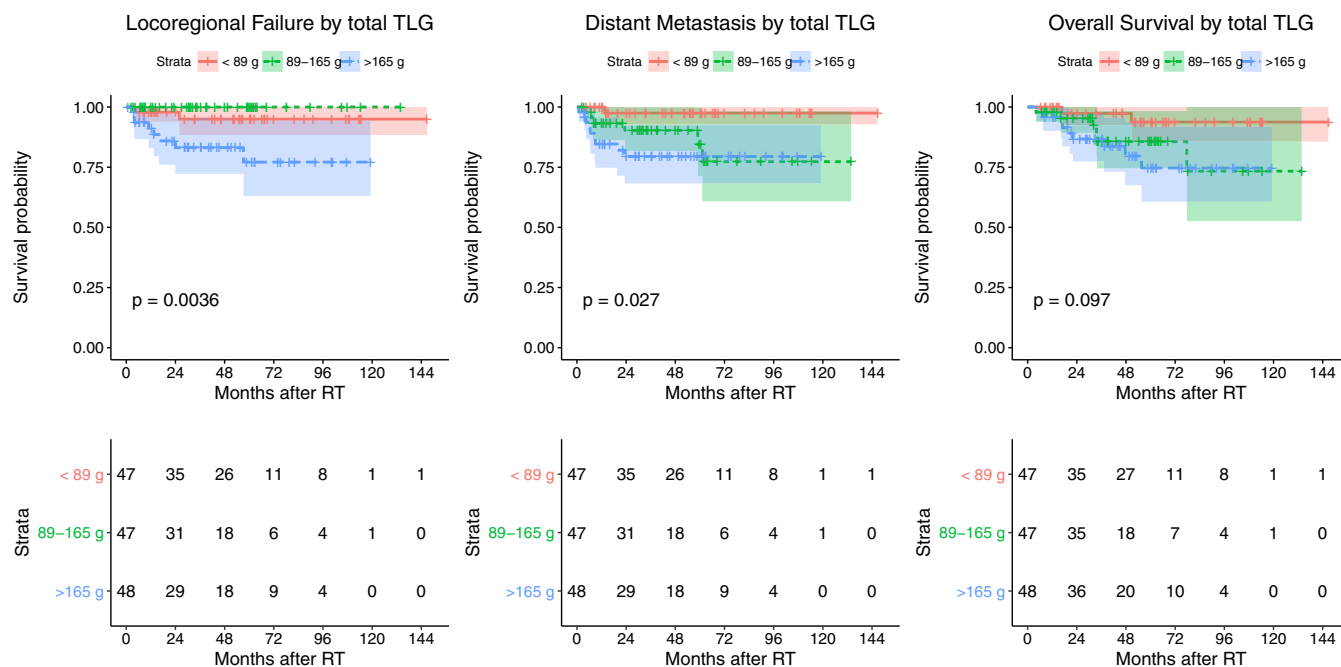 Locoregional Failure by total TLG
Strata < 89 g 89−165 g >165 g
1.00
0.75
0.50
0.25
0.00
Survival probability
p = 0.0036
0 24 48 72 96 120 144
Months after RT
Distant Metastasis by total TLG
Strata < 89 g 89−165 g >165 g
1.00
0.75
0.50
0.25
0.00
Survival probability
p = 0.027
0 24 48 72 96 120 144
Months after RT
Overall Survival by total TLG
Strata < 89 g 89−165 g >165 g
1.00
0.75
0.50
0.25
0.00
Survival probability
p = 0.097
0 24 48 72 96 120 144
Months after RT
Strata
< 89 g 47 35 26 11 8 1 1
89−165 g 47 31 18 6 4 1 0
>165 g 48 29 18 9 4 0 0
0 24 48 72 96 120 144
Months after RT
Strata
< 89 g 47 35 26 11 8 1 1
89−165 g 47 31 18 6 4 1 0
>165 g 48 29 18 9 4 0 0
0 24 48 72 96 120 144
Months after RT
Strata
< 89 g 47 35 27 11 8 1 1
89−165 g 47 35 18 7 4 1 0
>165 g 48 36 20 10 4 0 0
0 24 48 72 96 120 144
Months after RT